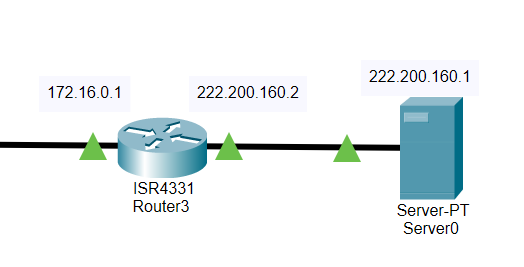 222.200.160.1
172.16.0.1
222.200.160.2
ISR4331
Router3
Server-PT
Server0